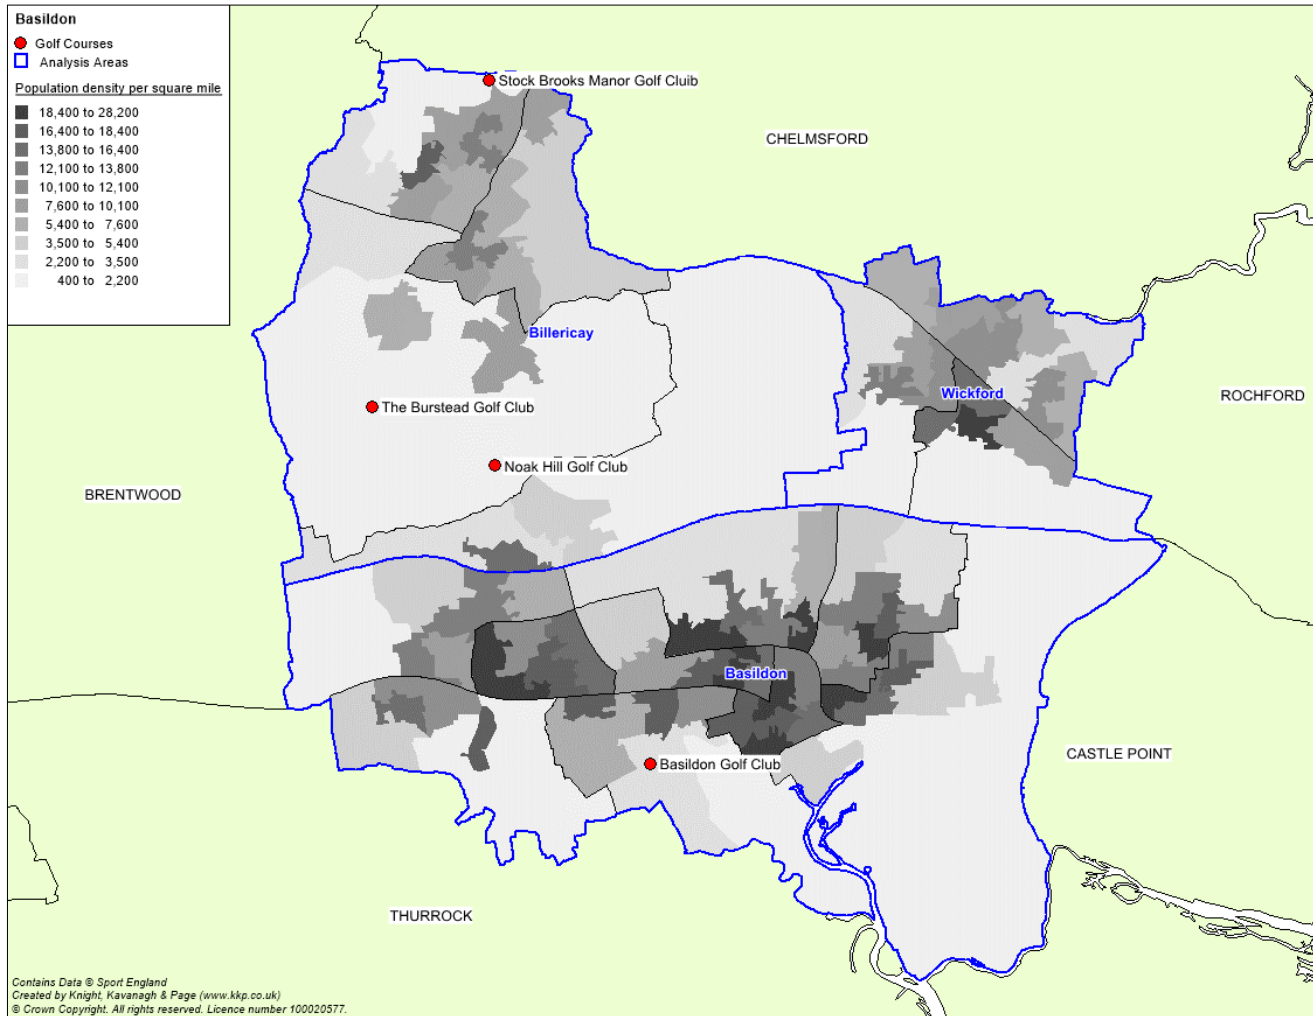 Basildon
Golf Courses
Analysis Areas
Population density per square mile
18,400 to 28,200
16,400 to 18,400
13,800 to 16,400
12,100 to 13,800
10,100 to 12,100
7,600 to 10,100
5,400 to 7,600
3,500 to 5,400
2,200 to 3,500
400 to 2,200
Stock Brooks Manor Golf Cluib
CHELMSFORD
Billericay
Wickford
ROCHFORD
The Burstead Golf Club
Noak Hill Golf Club
BRENTWOOD
Basildon
CASTLE POINT
Basildon Golf Club
THURROCK
Contains Data © Sport England
Created by Knight, Kavanagh & Page (www.kkp.co.uk)
© Crown Copyright. All rights reserved. Licence number 100020577.